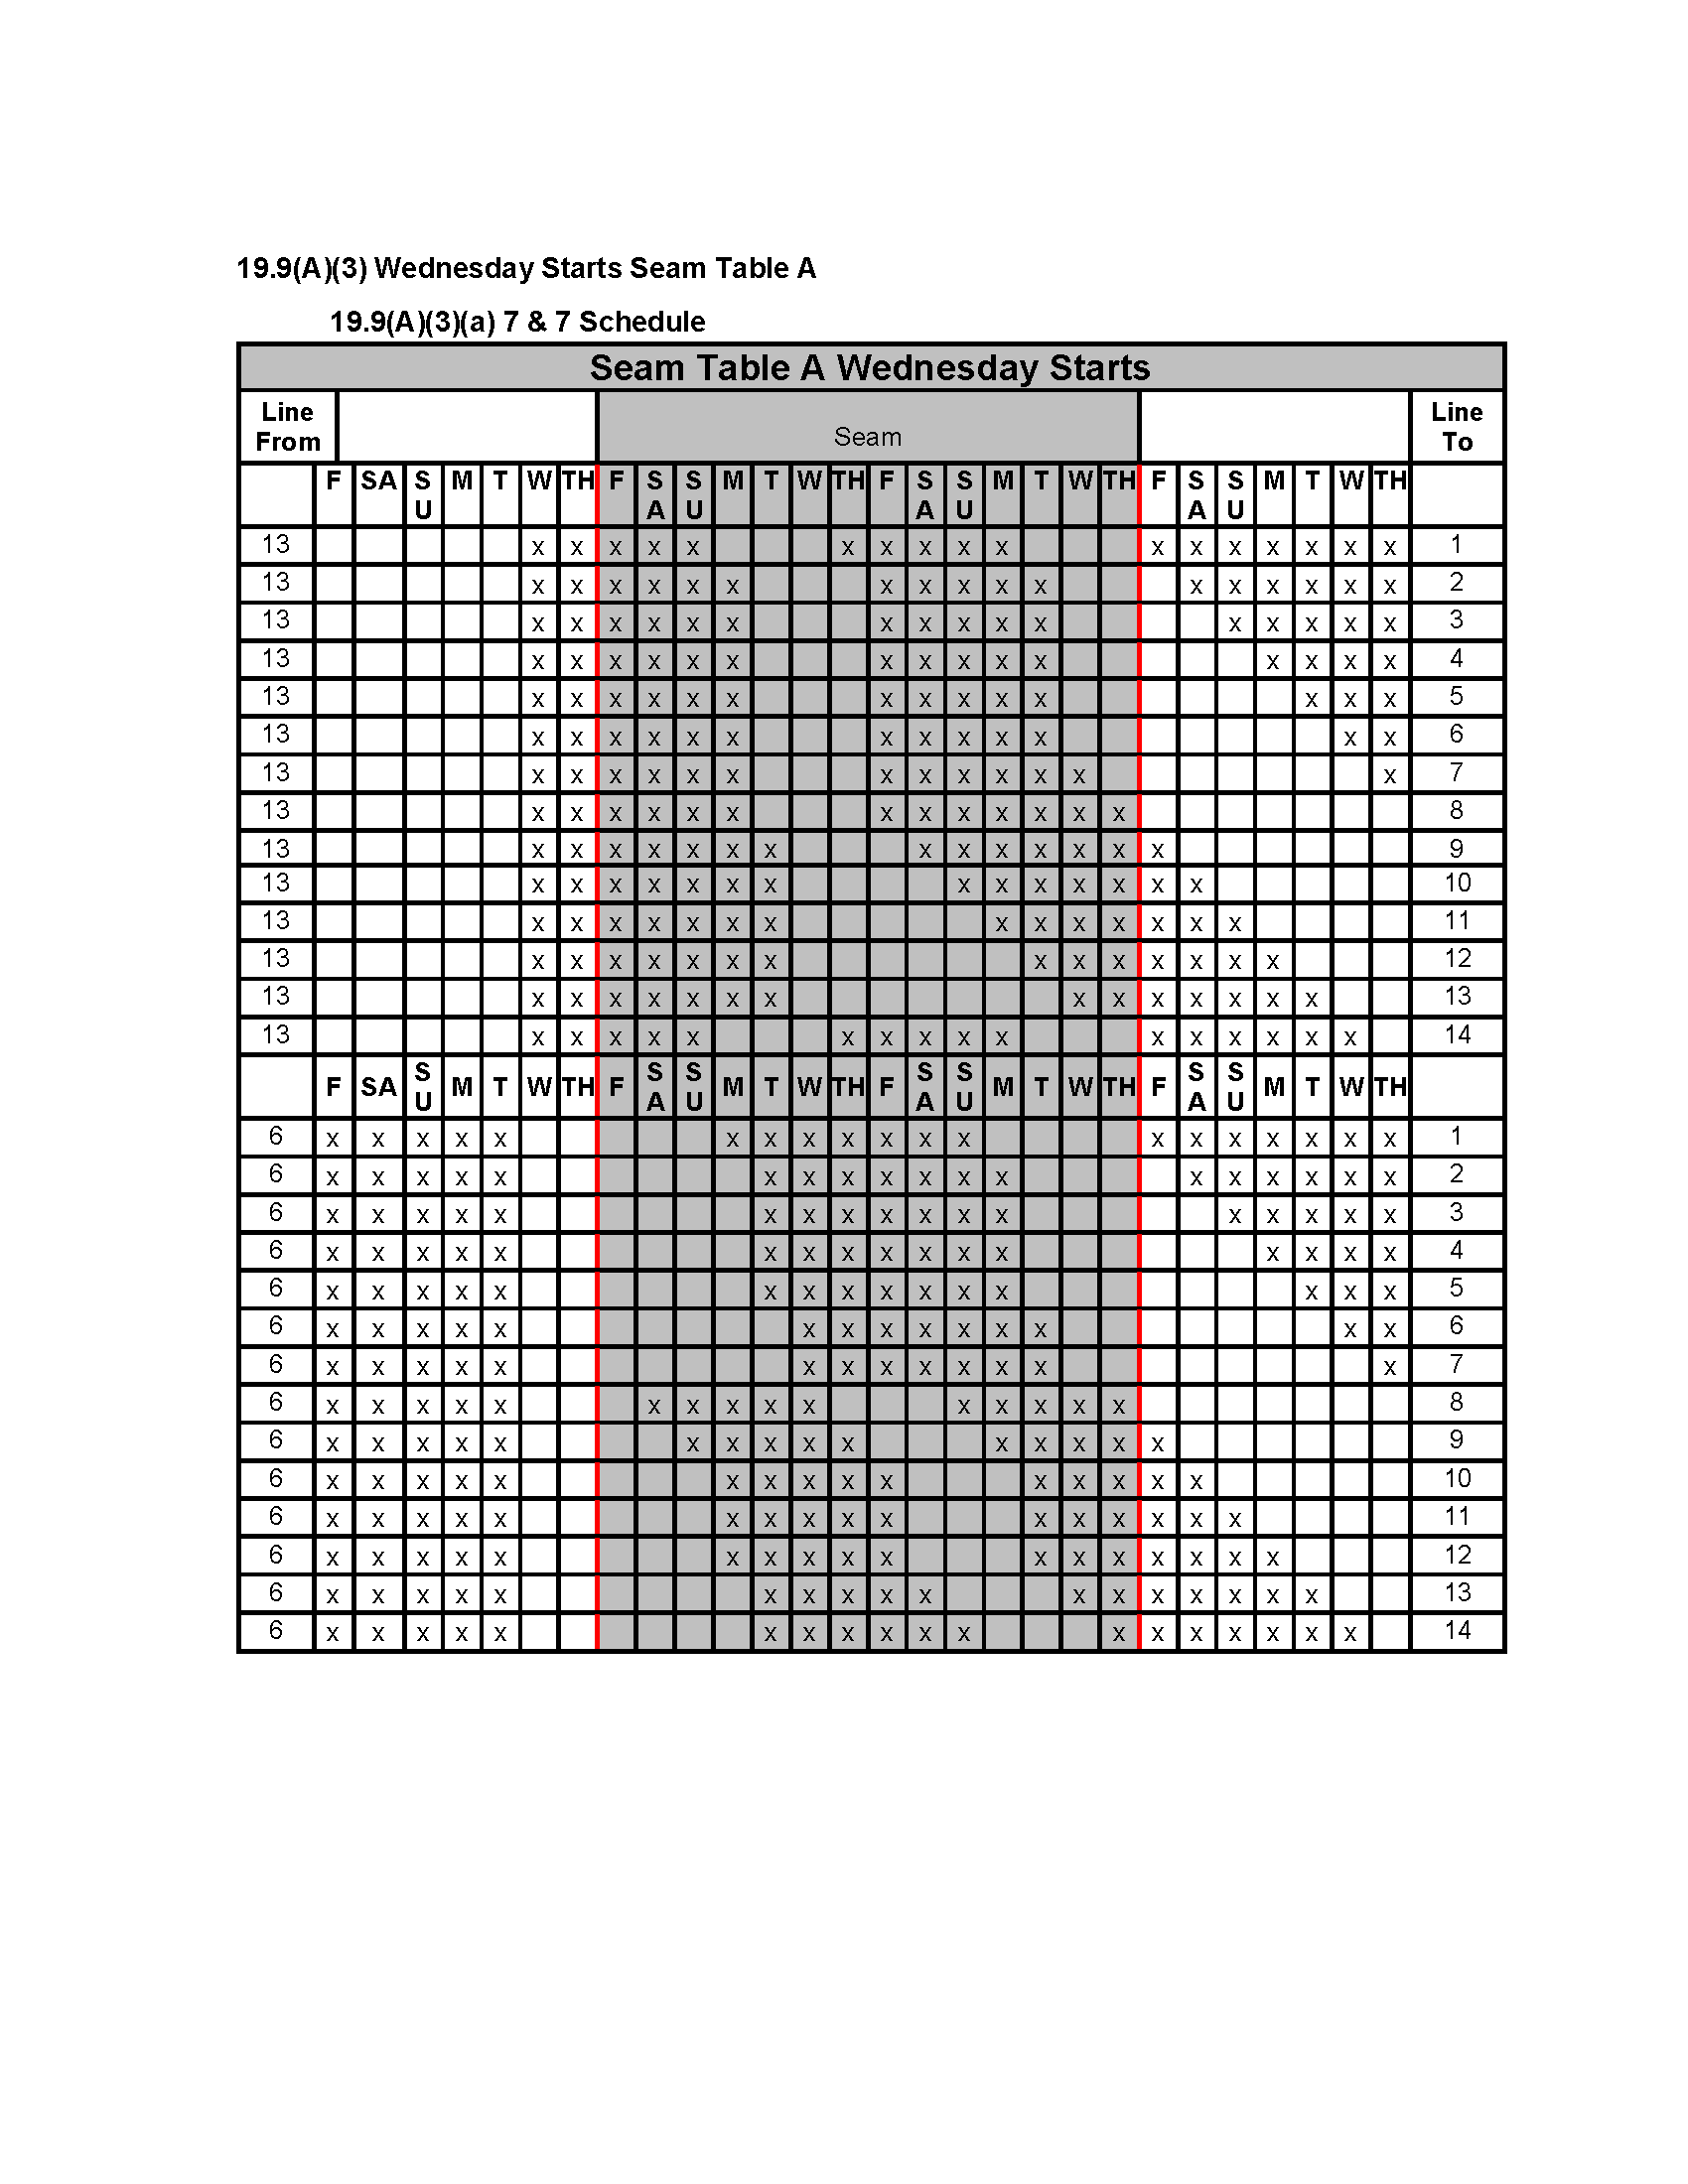 19.9(A)(3) Wednesday Starts Seam Table A
19.9(A)(3)(a) 7 & 7 Schedule
Seam Table A Wednesday Starts
Line From Seam Line To
F SA SU M T W TH F SA SU M T W TH F SA SU M T W TH F SA SU M T W TH
13 x x x x x x x x x x x x x x x x x 1
13 x x x x x x x x x x x x x x x x x 2
13 x x x x x x x x x x x x x x x x 3
13 x x x x x x x x x x x x x x x 4
13 x x x x x x x x x x x x x x 5
13 x x x x x x x x x x x x x 6
13 x x x x x x x x x x x x x 7
13 x x x x x x x x x x x x x 8
13 x x x x x x x x x x x x x x 9
13 x x x x x x x x x x x x x x 10
13 x x x x x x x x x x x x x x 11
13 x x x x x x x x x x x x x x 12
13 x x x x x x x x x x x x x x 13
13 x x x x x x x x x x x x x x x x 14
F SA SU M T W TH F SA SU M T W TH F SA SU M T W TH F SA SU M T W TH
6 x x x x x x x x x x x x x x x x x x x 1
6 x x x x x x x x x x x x x x x x x x 2
6 x x x x x x x x x x x x x x x x x 3
6 x x x x x x x x x x x x x x x x 4
6 x x x x x x x x x x x x x x x 5
6 x x x x x x x x x x x x x x 6
6 x x x x x x x x x x x x x 7
6 x x x x x x x x x x x x x x x 8
6 x x x x x x x x x x x x x x x 9
6 x x x x x x x x x x x x x x x 10
6 x x x x x x x x x x x x x x x x 11
6 x x x x x x x x x x x x x x x x x 12
6 x x x x x x x x x x x x x x x x x 13
6 x x x x x x x x x x x x x x x x x x 14